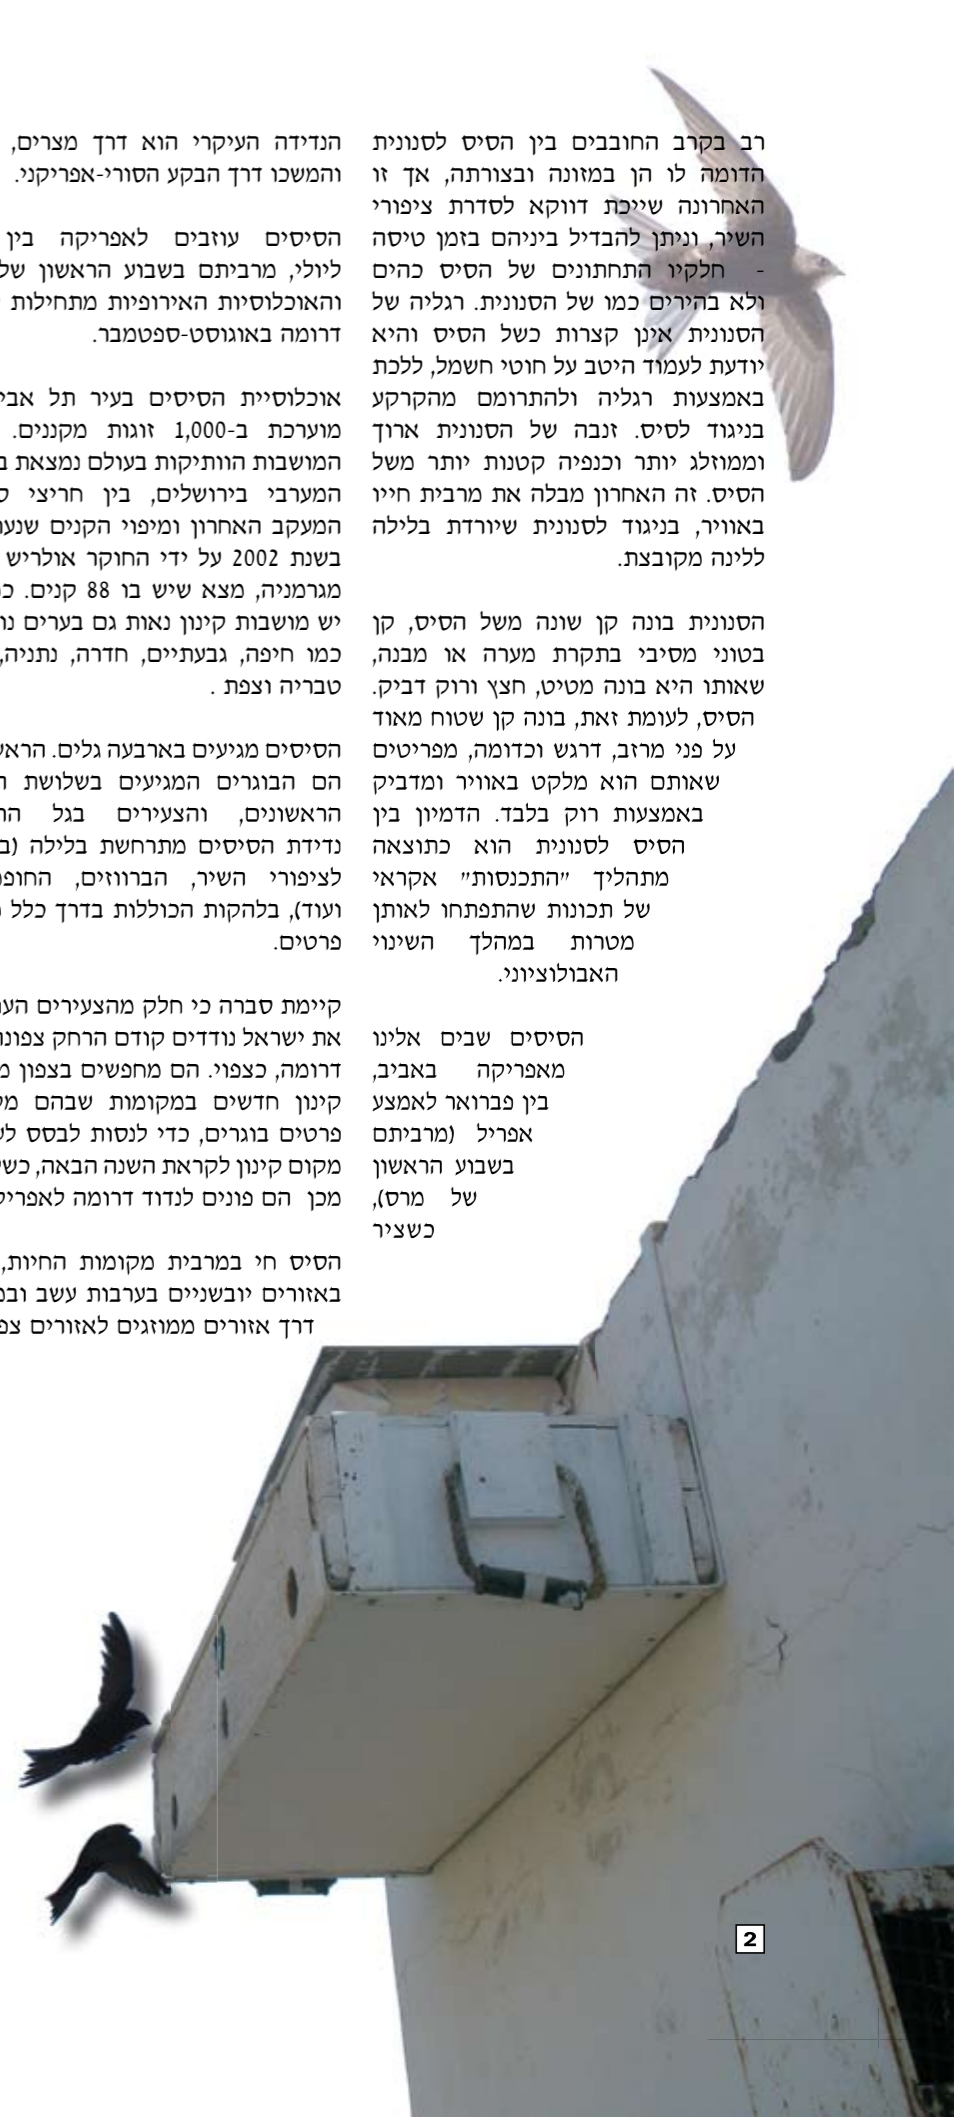 רב בקרב החובבים בין הסיס לסנונית
הדומה לו הן במזונה ובצורתה, אך זו
האחרונה שייכת דווקא לסדרת ציפורי
השיר, וניתן להבדיל ביניהם בזמן טיסה
- חלקיו התחתונים של הסיס כהים
ולא בהירים כמו של הסנונית. רגליה של
הסנונית אינן קצרות כשל הסיס והיא
יודעת לעמוד היטב על חוטי חשמל, ללכת
באמצעות רגליה ולהתרומם מהקרקע
בניגוד לסיס. זנבה של הסנונית ארוך
וממוזלג יותר וכנפיה קטנות יותר משל
הסיס. זה האחרון מבלה את מרבית חייו
באוויר, בניגוד לסנונית שיורדת בלילה
ללינה מקובצת.
הסנונית בונה קן שונה משל הסיס, קן
בטוני מסיבי בתקרת מערה או מבנה,
שאותו היא בונה מטיט, חצץ ורוק דביק.
הסיס, לעומת זאת, בונה קן שטוח מאוד
על פני מרזב, דרגש וכדומה, מפריטים
שאותם הוא מלקט באוויר ומדביק
באמצעות רוק בלבד. הדמיון בין
הסיס לסנונית הוא כתוצאה
מתהליך ״התכנסות״ אקראי
של תכונות שהתפתחו לאותן
מטרות במהלך השינוי
האבולוציוני.
הסיסים שבים אלינו
מאפריקה באביב,
בין פברואר לאמצע
אפריל (מרביתם
בשבוע הראשון
של מרס),
כשציר
הנדידה העיקרי הוא דרך מצרים,
והמשכו דרך הבקע הסורי-אפריקני.
הסיסים עוזבים לאפריקה בין
ליולי, מרביתם בשבוע הראשון של
והאוכלוסיות האירופיות מתחילות
דרומה באוגוסט-ספטמבר.
אוכלוסיית הסיסים בעיר תל
מוערכת ב-1,000 זוגות מקננים.
המושבות הוותיקות בעולם נמצאת
המערבי בירושלים, בין חריצי
המעקב האחרון ומיפוי הקנים
בשנת 2002 על ידי החוקר אולריש
מגרמניה, מצא שיש בו 88 קנים.
יש מושבות קינון נאות גם בערים
כמו חיפה, גבעתיים, חדרה, נתניה,
טבריה וצפת .
הסיסים מגיעים בארבעה גלים.
הם הבוגרים המגיעים בשלושת
הראשונים, והצעירים בגל
נדידת הסיסים מתרחשת בלילה
לציפורי השיר, הברווזים,
ועוד), בלהקות הכוללות בדרך כלל
פרטים.
קיימת סברה כי חלק מהצעירים
את ישראל נודדים קודם הרחק
דרומה, כצפוי. הם מחפשים בצפון
קינון חדשים במקומות שבהם
פרטים בוגרים, כדי לנסות לבסס
מקום קינון לקראת השנה הבאה,
מכן הם פונים לנדוד דרומה
הסיס חי במרבית מקומות החיות,
באזורים יובשניים בערבות עשב
דרך אזורים ממוזגים לאזורים
2